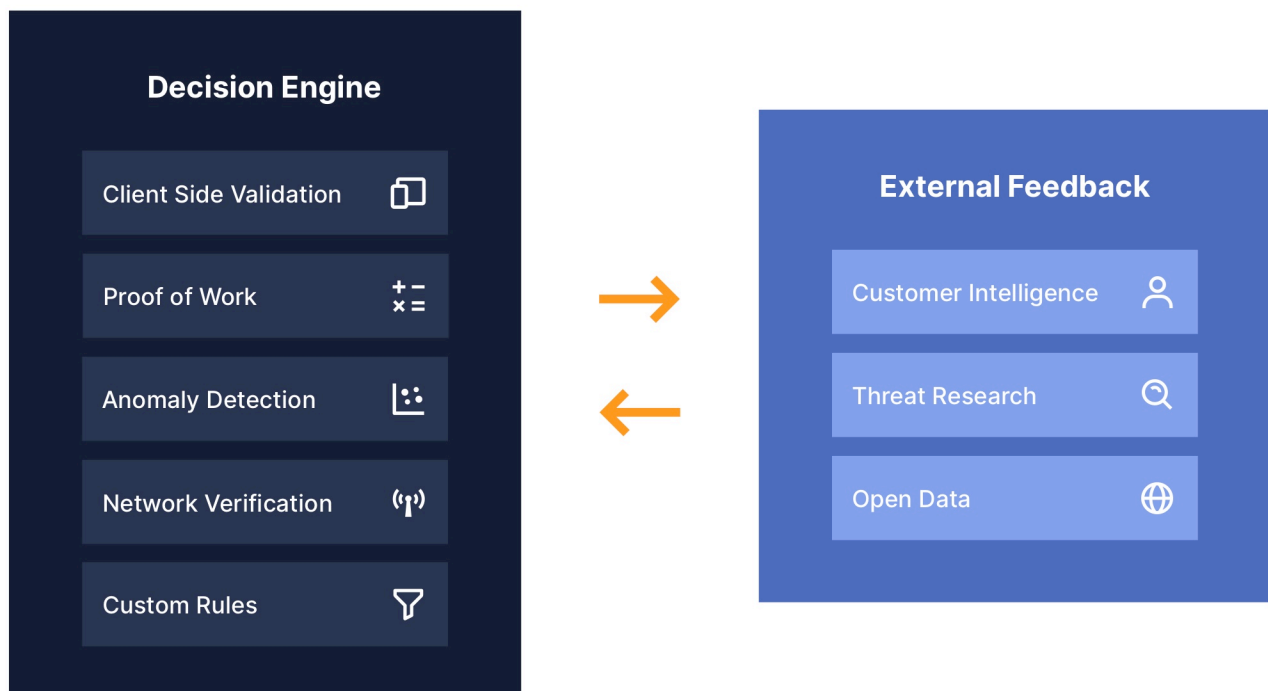 Decision Engine
Client Side Validation
Proof of Work
Anomaly Detection
Network Verification
Custom Rules
External Feedback
Customer Intelligence
Threat Research
Open Data